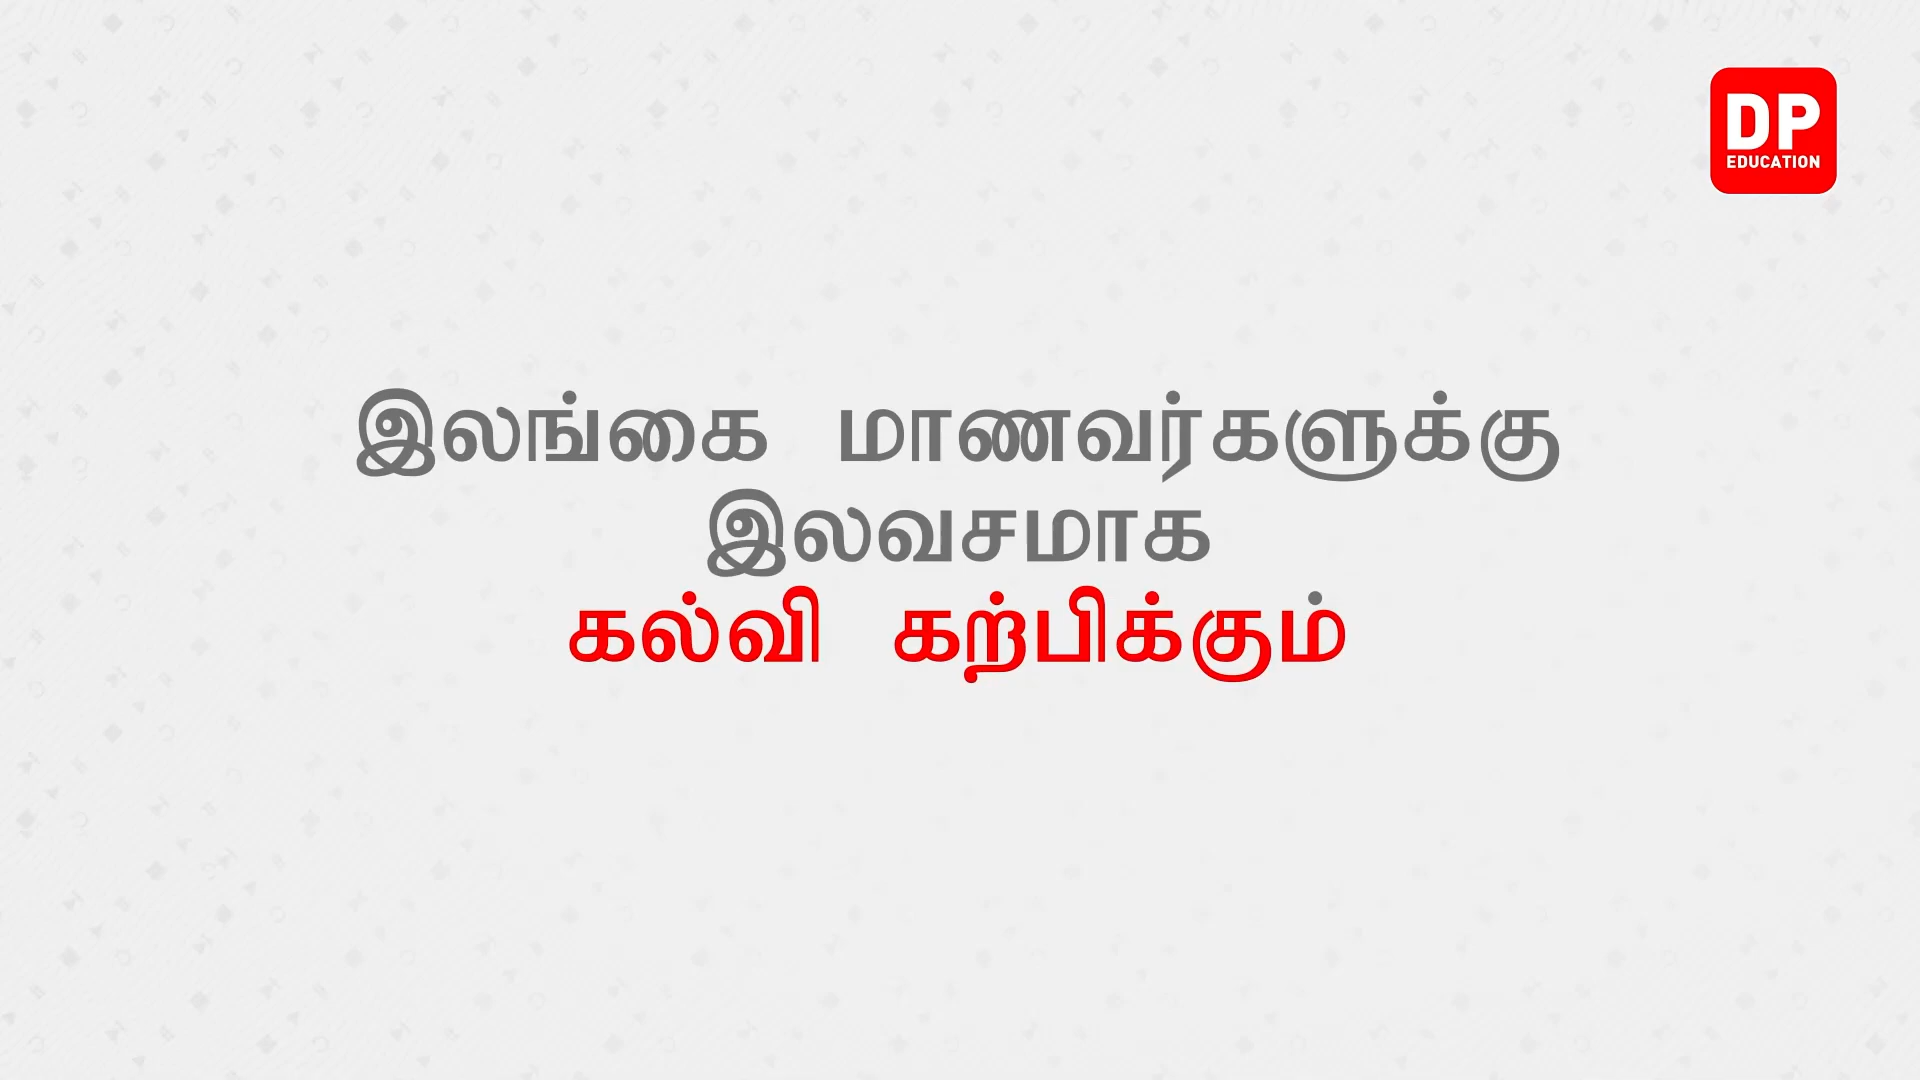 DP
EDUCATION
இலங்கை மாணவர்களுக்கு
இலவசமாக
கல்வி கற்பிக்கும்